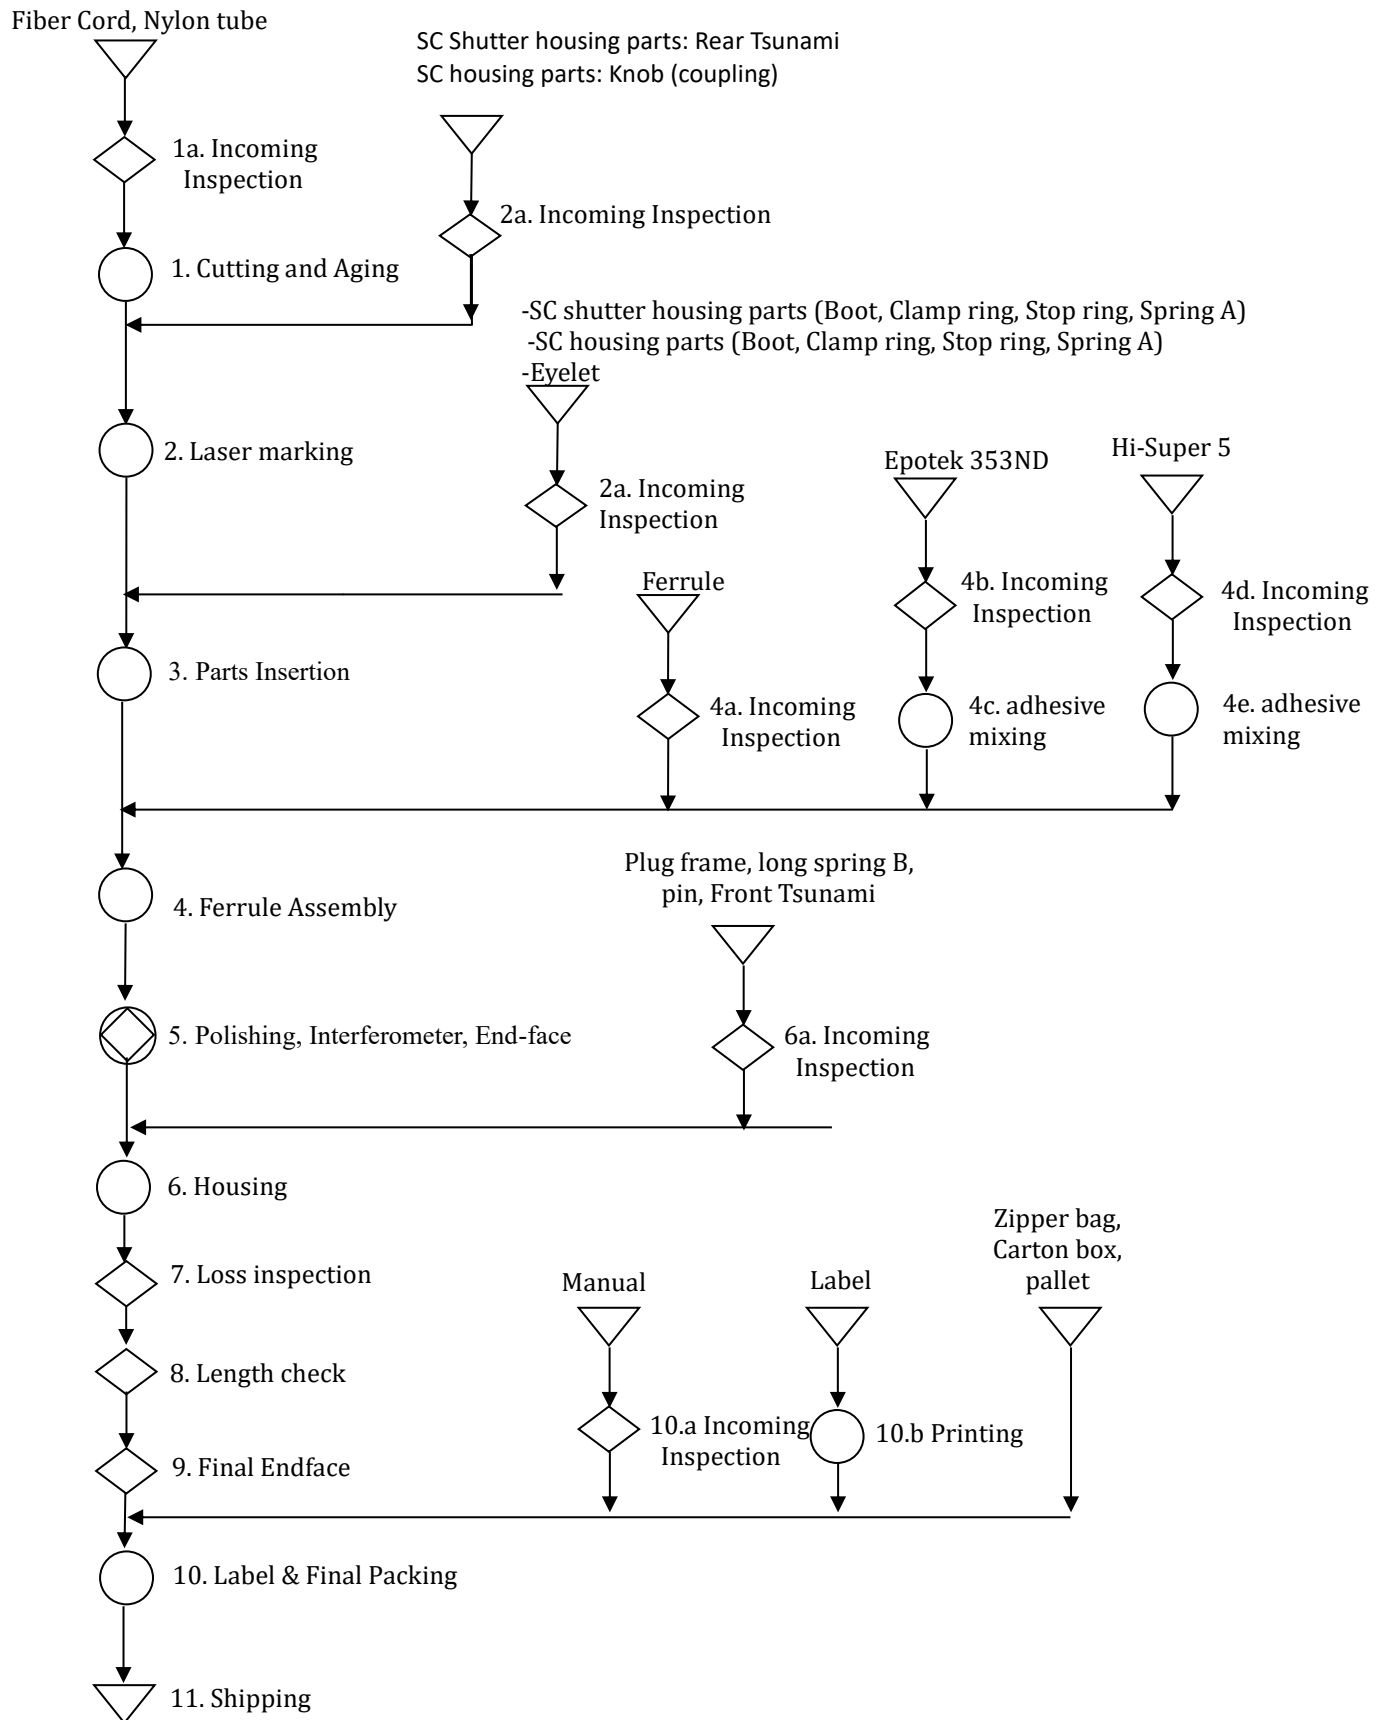 Fiber Cord, Nylon tube
SC Shutter housing parts: Rear Tsunami
SC housing parts: Knob (coupling)
1a. Incoming
Inspection
2a. Incoming Inspection
1. Cutting and Aging
-SC shutter housing parts (Boot, Clamp ring, Stop ring, Spring A)
-SC housing parts (Boot, Clamp ring, Stop ring, Spring A)
-Eyelet
2. Laser marking
2a. Incoming
Inspection
Epotek 353ND
Hi-Super 5
Ferrule
4b. Incoming
Inspection
4d. Incoming
Inspection
3. Parts Insertion
4a. Incoming
Inspection
4c. adhesive
mixing
4e. adhesive
mixing
Plug frame, long spring B,
pin, Front Tsunami
4. Ferrule Assembly
5. Polishing, Interferometer, End-face
6a. Incoming
Inspection
6. Housing
Zipper bag,
Carton box,
pallet
7. Loss inspection
Manual
Label
8. Length check
10.a Incoming
Inspection
10.b Printing
9. Final Endface
10. Label & Final Packing
11. Shipping